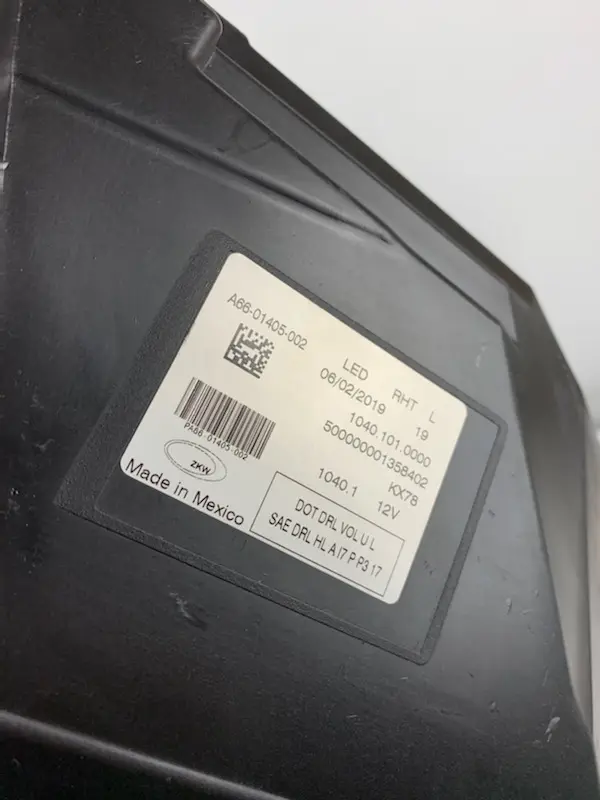 A66-01405-002
LED RHT L
06/02/2019 19
1040.101.0000
500000001358402
PA66-01405-002
1040.1 KX78
12V
ZKW
Made in Mexico
DOT DRL VOL U L
SAE DRL HL A I7 P P3 17